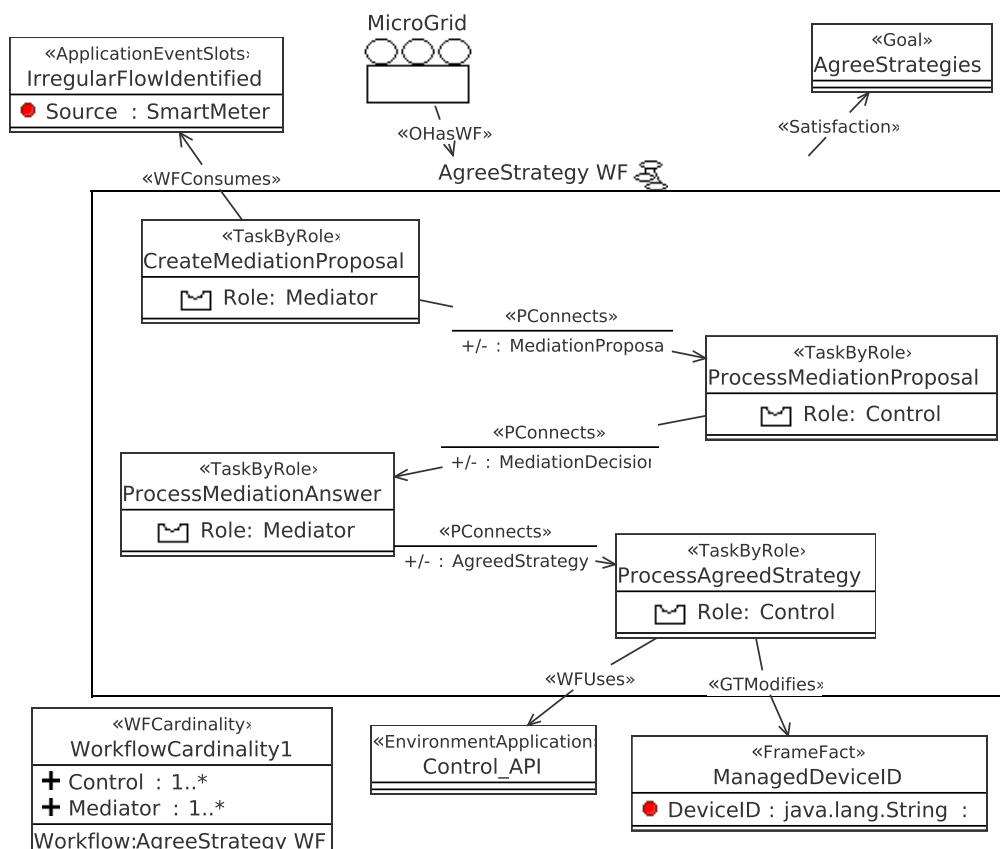 MicroGrid
«ApplicationEventSlots›
IrregularFlowIdentified
Source : SmartMeter
«Goal»
AgreeStrategies
«OHasWF»
«Satisfaction»
AgreeStrategy WF
«WFConsumes»
«TaskByRole›
CreateMediationProposal
Role: Mediator
«PConnects»
+/- : MediationProposa
«TaskByRole›
ProcessMediationProposal
Role: Control
«PConnects»
+/- : MediationDecision
«TaskByRole›
ProcessMediationAnswer
Role: Mediator
«PConnects»
+/- : AgreedStrategy
«TaskByRole›
ProcessAgreedStrategy
Role: Control
«WFUses»
«GTModifies»
«WFCardinality›
WorkflowCardinality1
Control : 1..*
Mediator : 1..*
Workflow:AgreeStrategy WF
«EnvironmentApplication›
Control_API
«FrameFact»
ManagedDeviceID
DeviceID : java.lang.String :